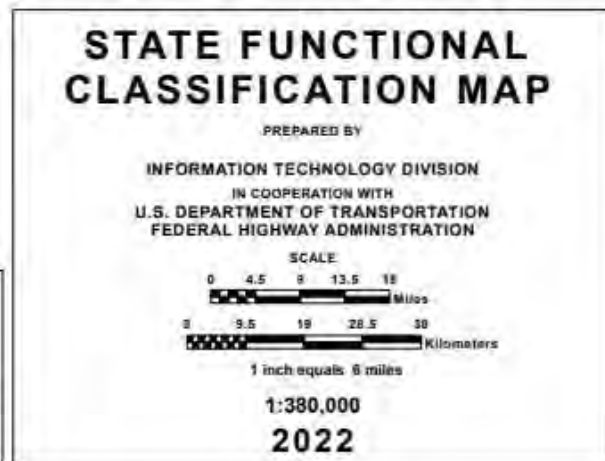 STATE FUNCTIONAL
CLASSIFICATION MAP
PREPARED BY
INFORMATION TECHNOLOGY DIVISION
IN COOPERATION WITH
U.S. DEPARTMENT OF TRANSPORTATION
FEDERAL HIGHWAY ADMINISTRATION
SCALE
0 4.5 9 13.5 18
Miles
0 9.5 19 28.5 38
Kilometers
1 inch equals 6 miles
1:380,000
2022